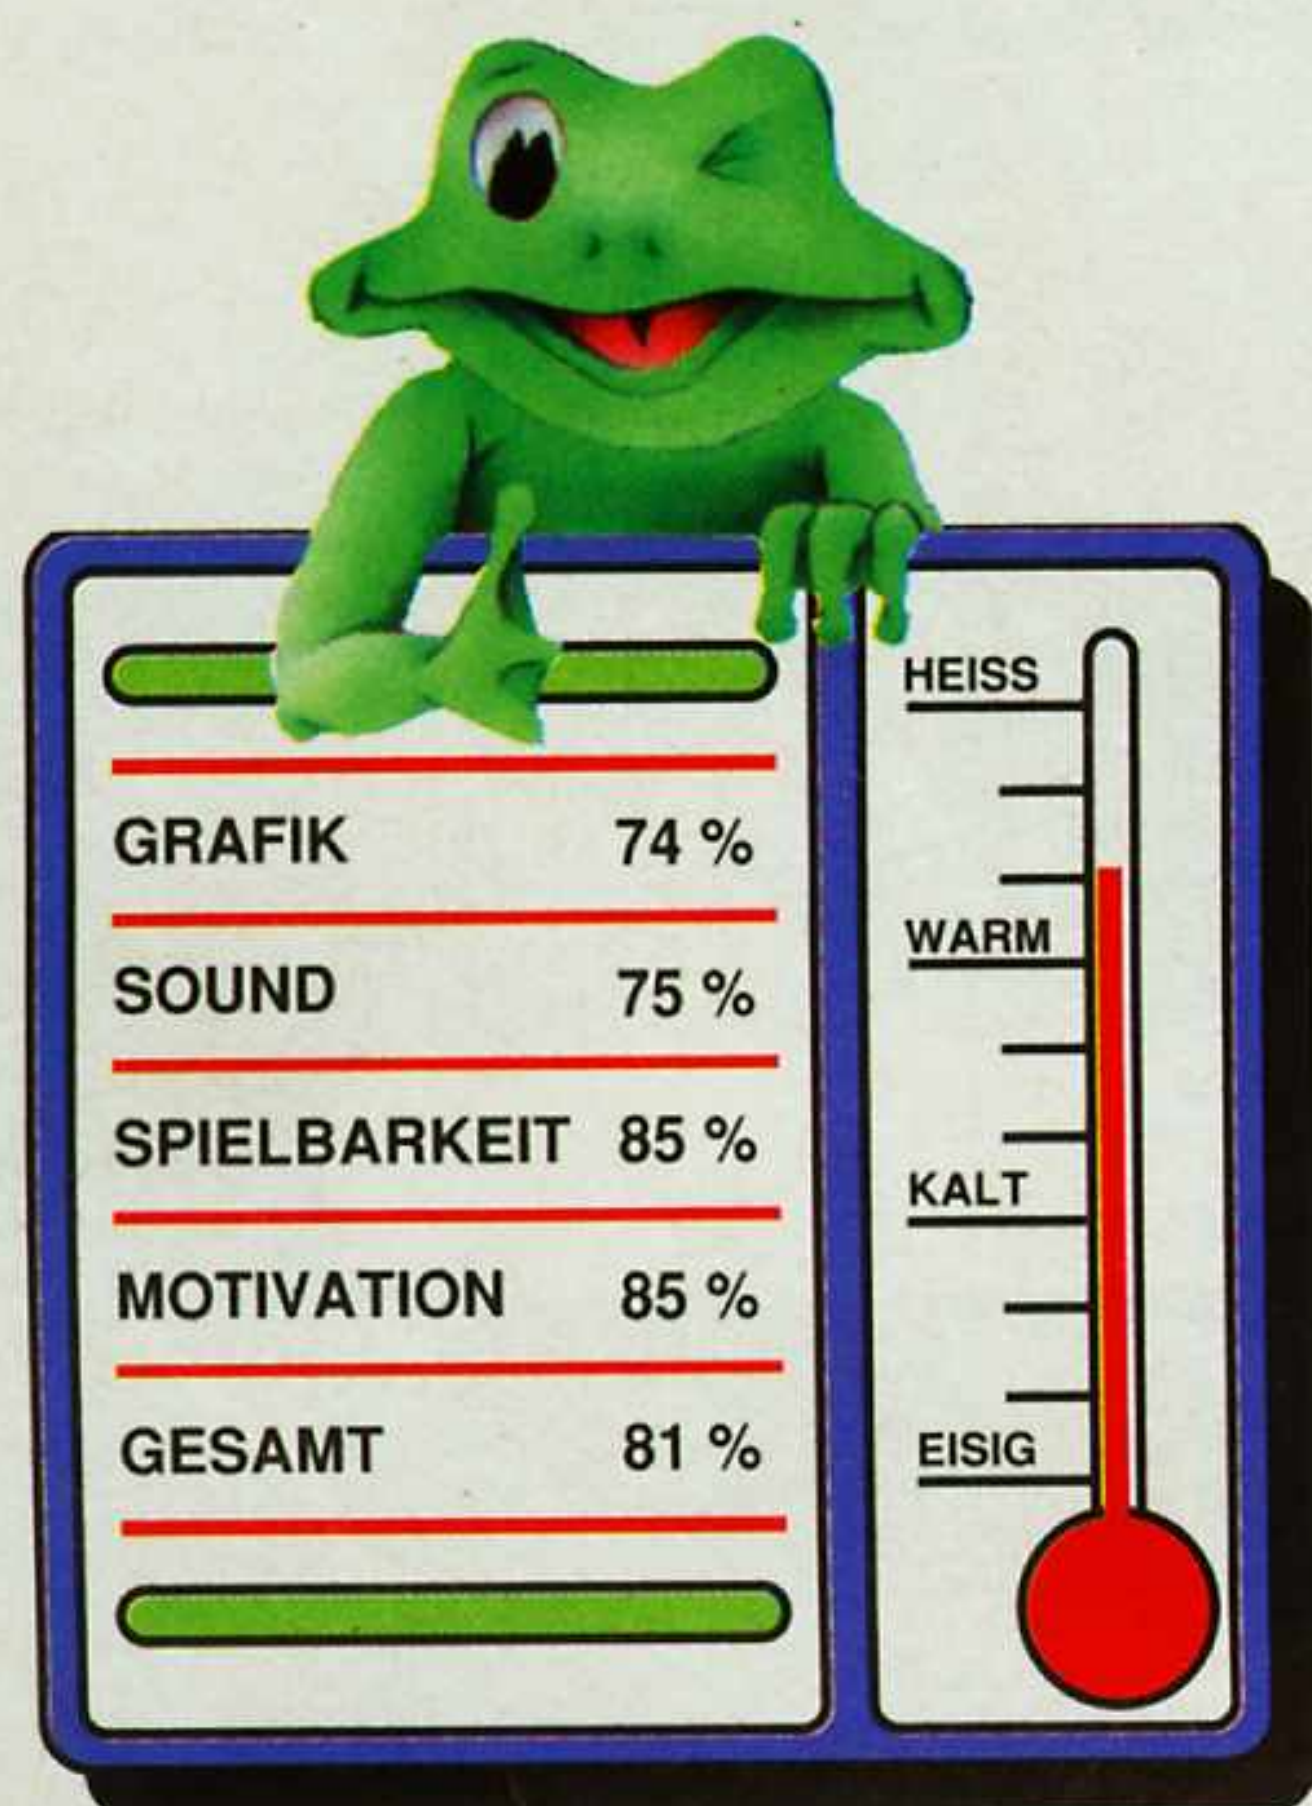 GRAFIK 74 %
SOUND 75 %
SPIELBARKEIT 85 %
MOTIVATION 85 %
GESAMT 81 %
HEISS
WARM
KALT
EISIG